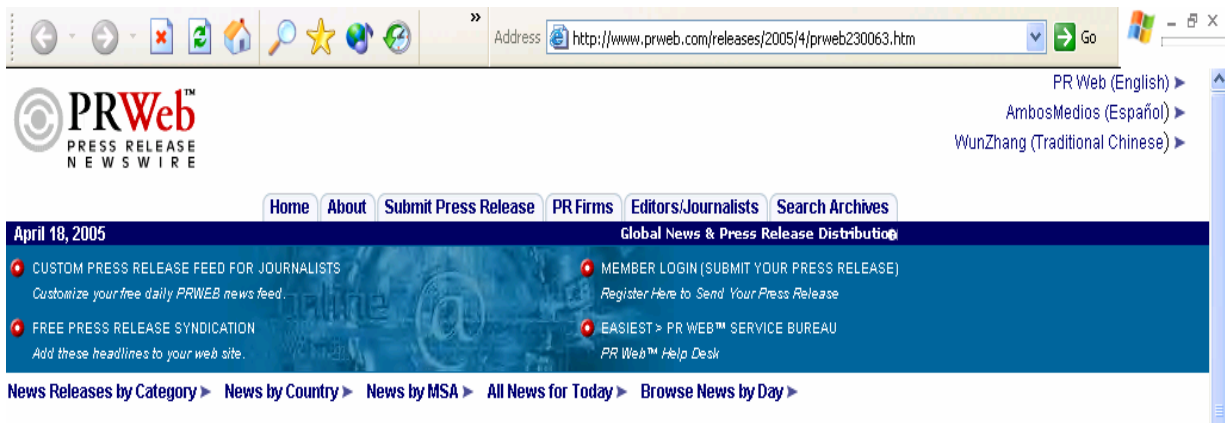 » Address http://www.prweb.com/releases/2005/4/prweb230063.htm Go
PR Web (English)
AmbosMedios (Español)
WunZhang (Traditional Chinese)
PRWeb™
PRESS RELEASE
NEWSWIRE
Home About Submit Press Release PR Firms Editors/Journalists Search Archives
April 18, 2005 Global News & Press Release Distribution
CUSTOM PRESS RELEASE FEED FOR JOURNALISTS
Customize your free daily PRWEB news feed.
FREE PRESS RELEASE SYNDICATION
Add these headlines to your web site.
online @
MEMBER LOGIN (SUBMIT YOUR PRESS RELEASE)
Register Here to Send Your Press Release
EASIEST > PR WEB™ SERVICE BUREAU
PR Web™ Help Desk
News Releases by Category News by Country News by MSA All News for Today Browse News by Day